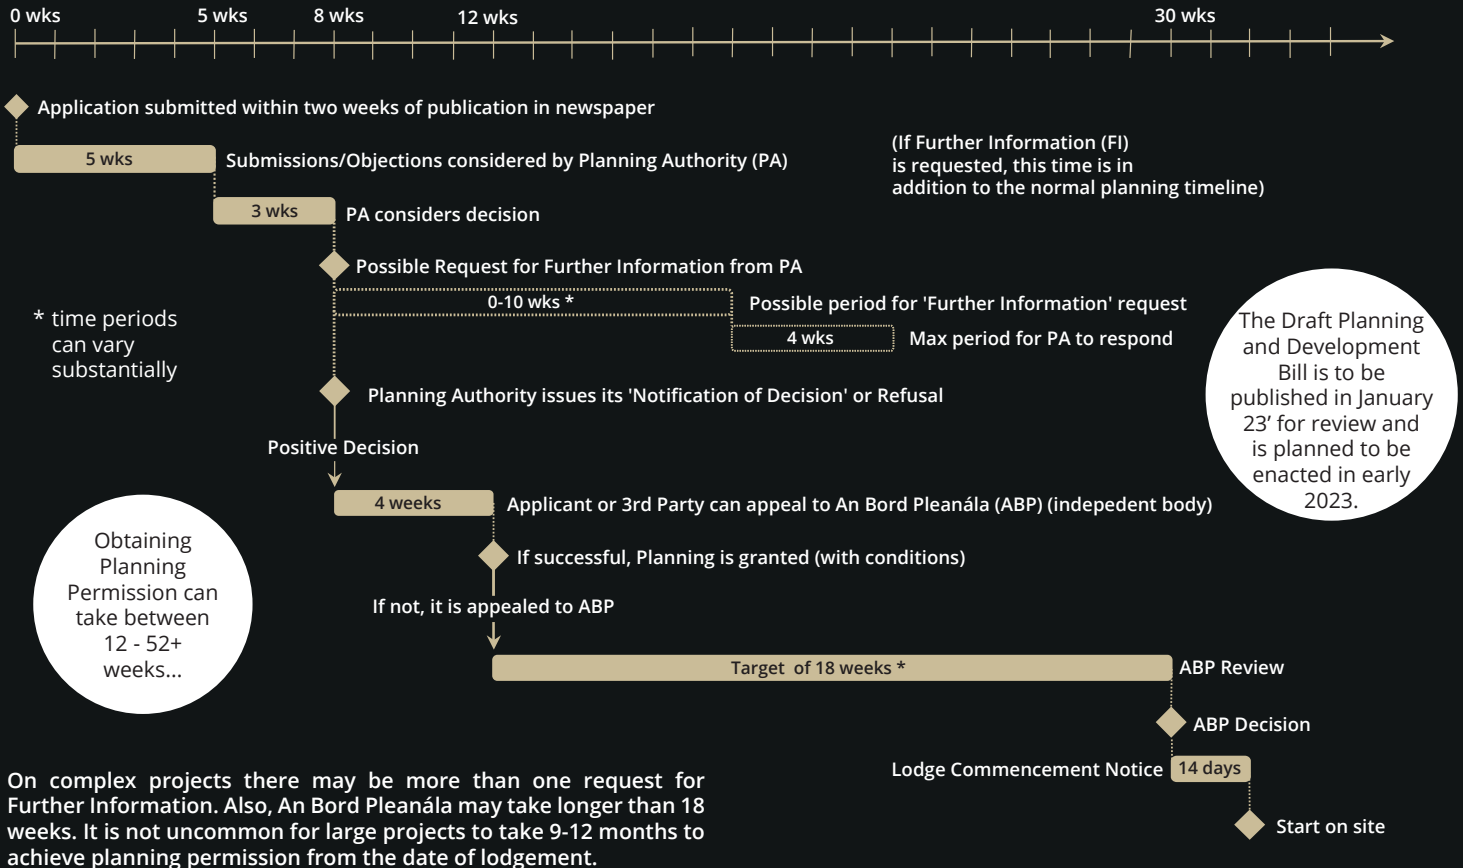 0 wks
5 wks
8 wks
12 wks
30 wks
Application submitted within two weeks of publication in newspaper
5 wks
Submissions/Objections considered by Planning Authority (PA)
(If Further Information (FI)
is requested, this time is in
addition to the normal planning timeline)
3 wks
PA considers decision
Possible Request for Further Information from PA
0-10 wks *
Possible period for 'Further Information' request
4 wks
Max period for PA to respond
* time periods
can vary
substantially
The Draft Planning
and Development
Bill is to be
published in January
23’ for review and
is planned to be
enacted in early
2023.
Planning Authority issues its 'Notification of Decision' or Refusal
Positive Decision
4 weeks
Applicant or 3rd Party can appeal to An Bord Pleanála (ABP) (indepedent body)
If successful, Planning is granted (with conditions)
If not, it is appealed to ABP
Obtaining
Planning
Permission can
take between
12 - 52+
weeks...
Target of 18 weeks *
ABP Review
ABP Decision
Lodge Commencement Notice
14 days
Start on site
On complex projects there may be more than one request for
Further Information. Also, An Bord Pleanála may take longer than 18
weeks. It is not uncommon for large projects to take 9-12 months to
achieve planning permission from the date of lodgement.